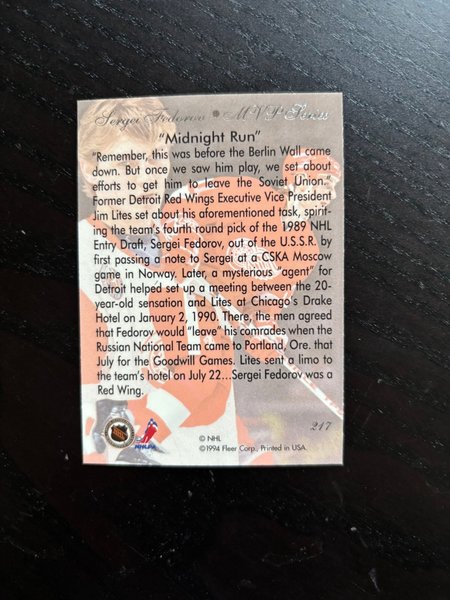 Sergei Fedorov • MVP Series
"Midnight Run"
"Remember, this was before the Berlin Wall came
down. But once we saw him play, we set about
efforts to get him to leave the Soviet Union."
Former Detroit Red Wings Executive Vice President
Jim Lites set about his aforementioned task, spirit-
ing the team's fourth round pick of the 1989 NHL
Entry Draft, Sergei Fedorov, out of the U.S.S.R. by
first passing a note to Sergei at a CSKA Moscow
game in Norway. Later, a mysterious "agent" for
Detroit helped set up a meeting between the 20-
year-old sensation and Lites at Chicago's Drake
Hotel on January 2, 1990. There, the men agreed
that Fedorov would "leave" his comrades when the
Russian National Team came to Portland, Ore. that
July for the Goodwill Games. Lites sent a limo to
the team's hotel on July 22...Sergei Fedorov was a
Red Wing.
217
NHL
NHLPA
© NHL
©1994 Fleer Corp., Printed in USA.